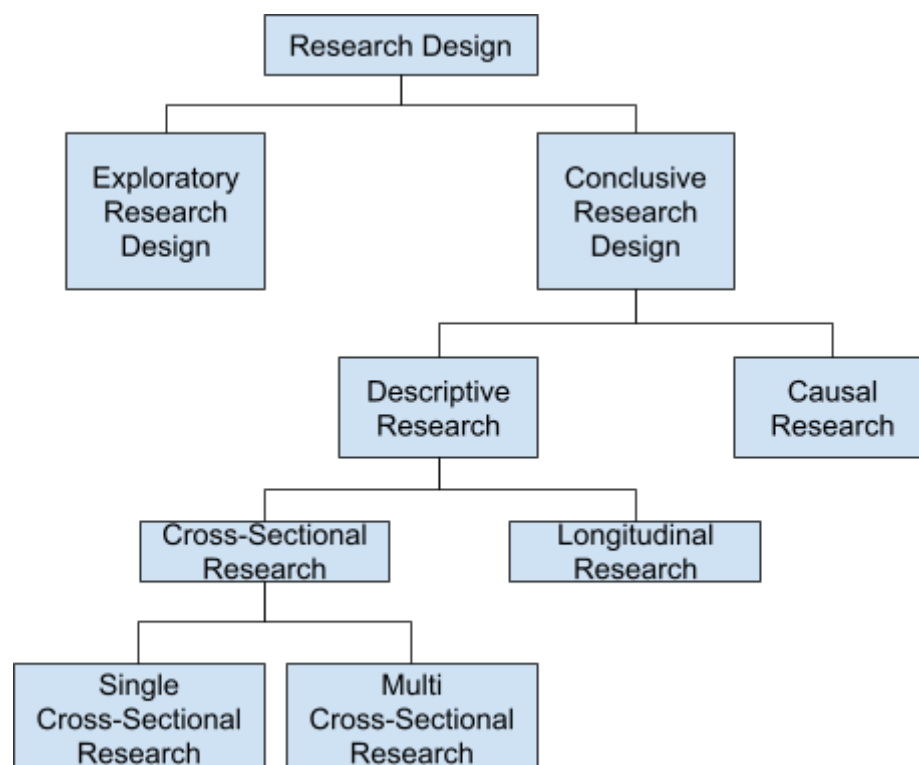 Research Design
Exploratory
Research
Design
Conclusive
Research
Design
Descriptive
Research
Causal
Research
Cross-Sectional
Research
Longitudinal
Research
Single
Cross-Sectional
Research
Multi
Cross-Sectional
Research